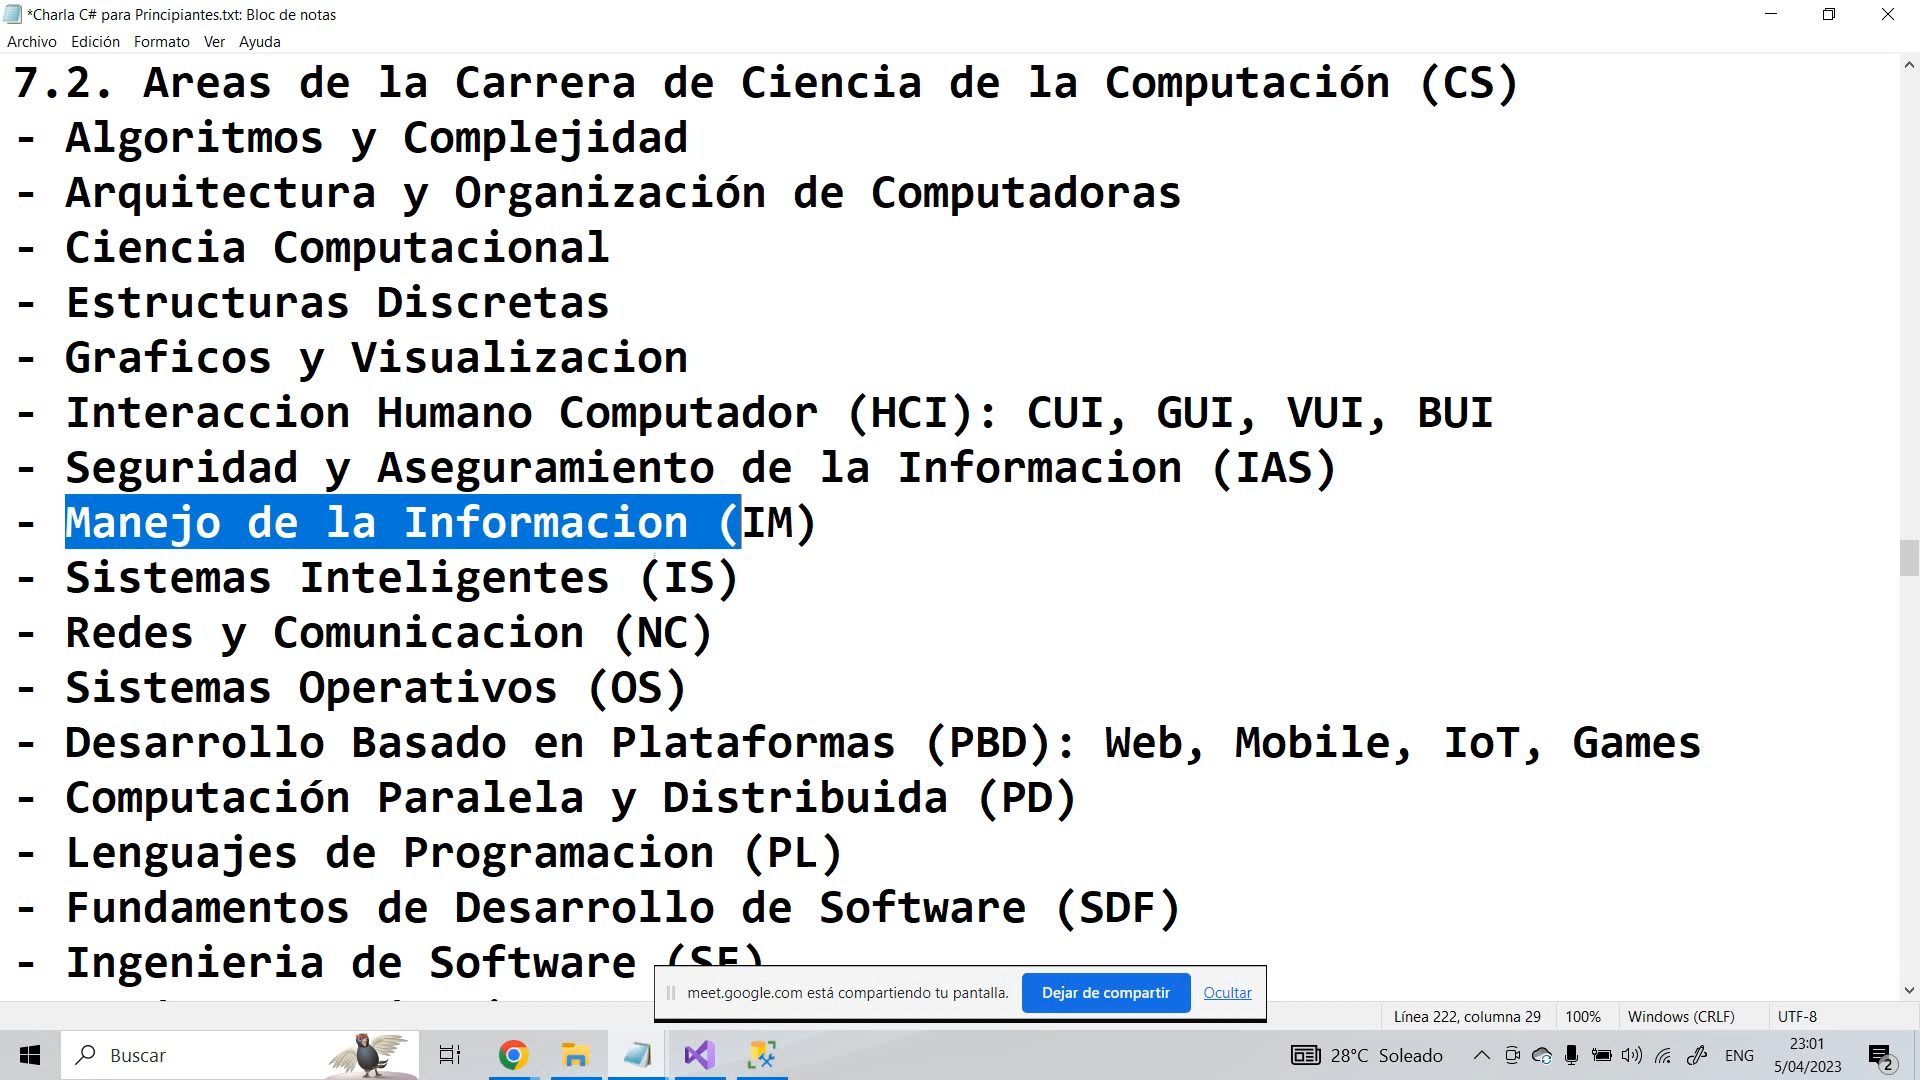 *Charla C# para Principiantes.txt: Bloc de notas
Archivo Edición Formato Ver Ayuda
7.2. Areas de la Carrera de Ciencia de la Computación (CS)
- Algoritmos y Complejidad
- Arquitectura y Organización de Computadoras
- Ciencia Computacional
- Estructuras Discretas
- Graficos y Visualizacion
- Interaccion Humano Computador (HCI): CUI, GUI, VUI, BUI
- Seguridad y Aseguramiento de la Informacion (IAS)
- Manejo de la Informacion (IM)
- Sistemas Inteligentes (IS)
- Redes y Comunicacion (NC)
- Sistemas Operativos (OS)
- Desarrollo Basado en Plataformas (PBD): Web, Mobile, IoT, Games
- Computación Paralela y Distribuida (PD)
- Lenguajes de Programacion (PL)
- Fundamentos de Desarrollo de Software (SDF)
- Ingenieria de Software (SE)
meet.google.com está compartiendo tu pantalla. Dejar de compartir Ocultar
Línea 222, columna 29 100% Windows (CRLF) UTF-8
Buscar 28°C Soleado ENG 23:01
5/04/2023 2